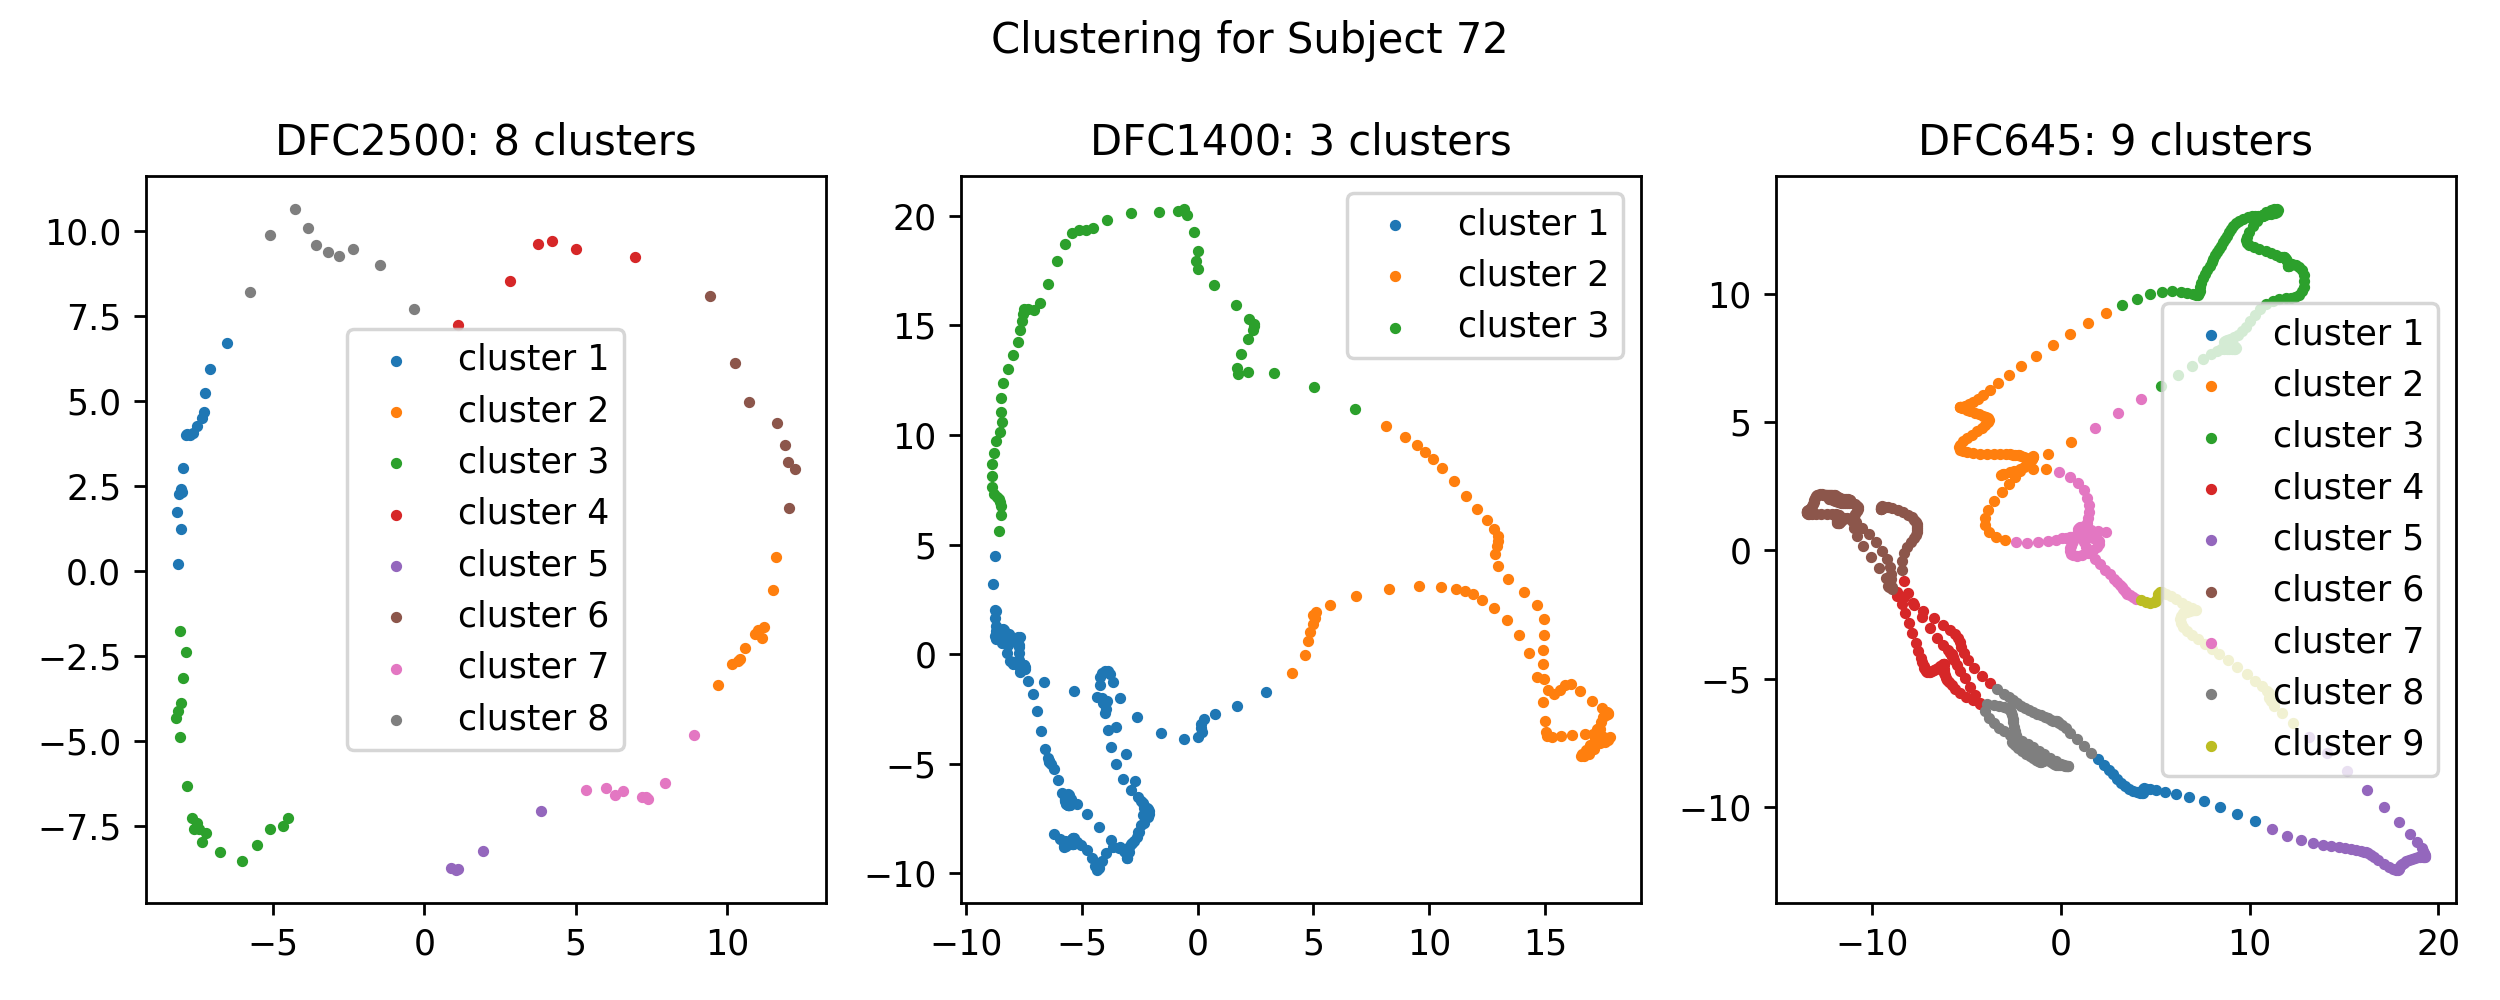 Clustering for Subject 72
DFC2500: 8 clusters
10.0
7.5
5.0
2.5
0.0
−2.5
−5.0
−7.5
−5
0
5
10
cluster 1
cluster 2
cluster 3
cluster 4
cluster 5
cluster 6
cluster 7
cluster 8
DFC1400: 3 clusters
20
15
10
5
0
−5
−10
−10
−5
0
5
10
15
cluster 1
cluster 2
cluster 3
DFC645: 9 clusters
10
5
0
−5
−10
−10
0
10
20
cluster 1
cluster 2
cluster 3
cluster 4
cluster 5
cluster 6
cluster 7
cluster 8
cluster 9